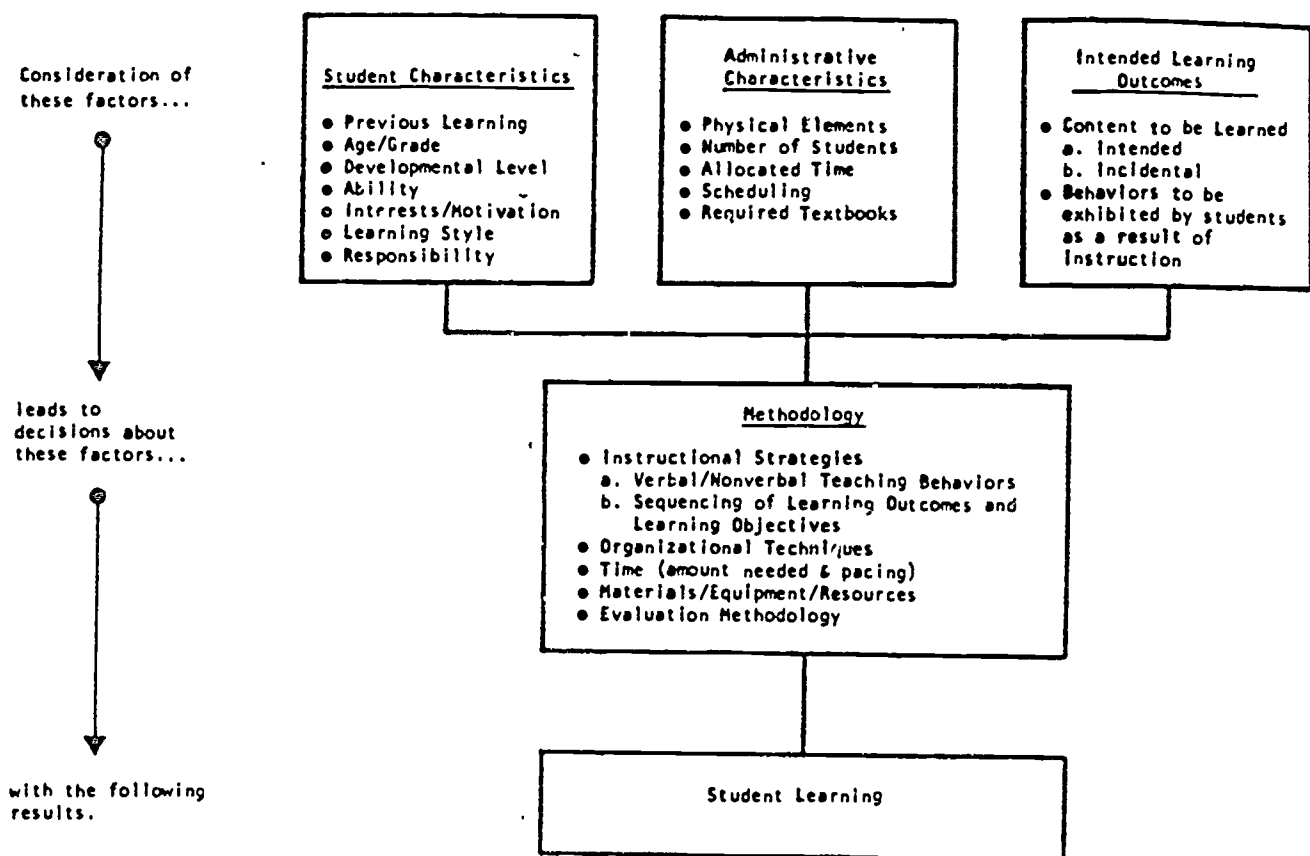 Consideration of
these factors...
Student Characteristics
● Previous Learning
● Age/Grade
● Developmental Level
● Ability
● Interests/Motivation
● Learning Style
● Responsibility
Administrative
Characteristics
● Physical Elements
● Number of Students
● Allocated Time
● Scheduling
● Required Textbooks
Intended Learning
Outcomes
● Content to be Learned
a. Intended
b. Incidental
● Behaviors to be
exhibited by students
as a result of
instruction
leads to
decisions about
these factors...
Methodology
● Instructional Strategies
a. Verbal/Nonverbal Teaching Behaviors
b. Sequencing of Learning Outcomes and
Learning Objectives
● Organizational Techniques
● Time (amount needed & pacing)
● Materials/Equipment/Resources
● Evaluation Methodology
with the following
results.
Student Learning